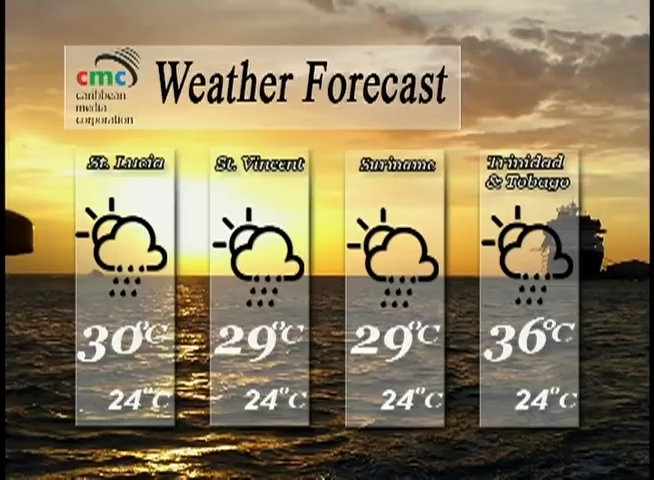 cmc
caribbean
media
corporation
Weather Forecast
St. Lucia
St. Vincent
Suriname
Trinidad
& Tobago
30°C
29°C
29°C
36°C
24°C
24°C
24°C
24°C